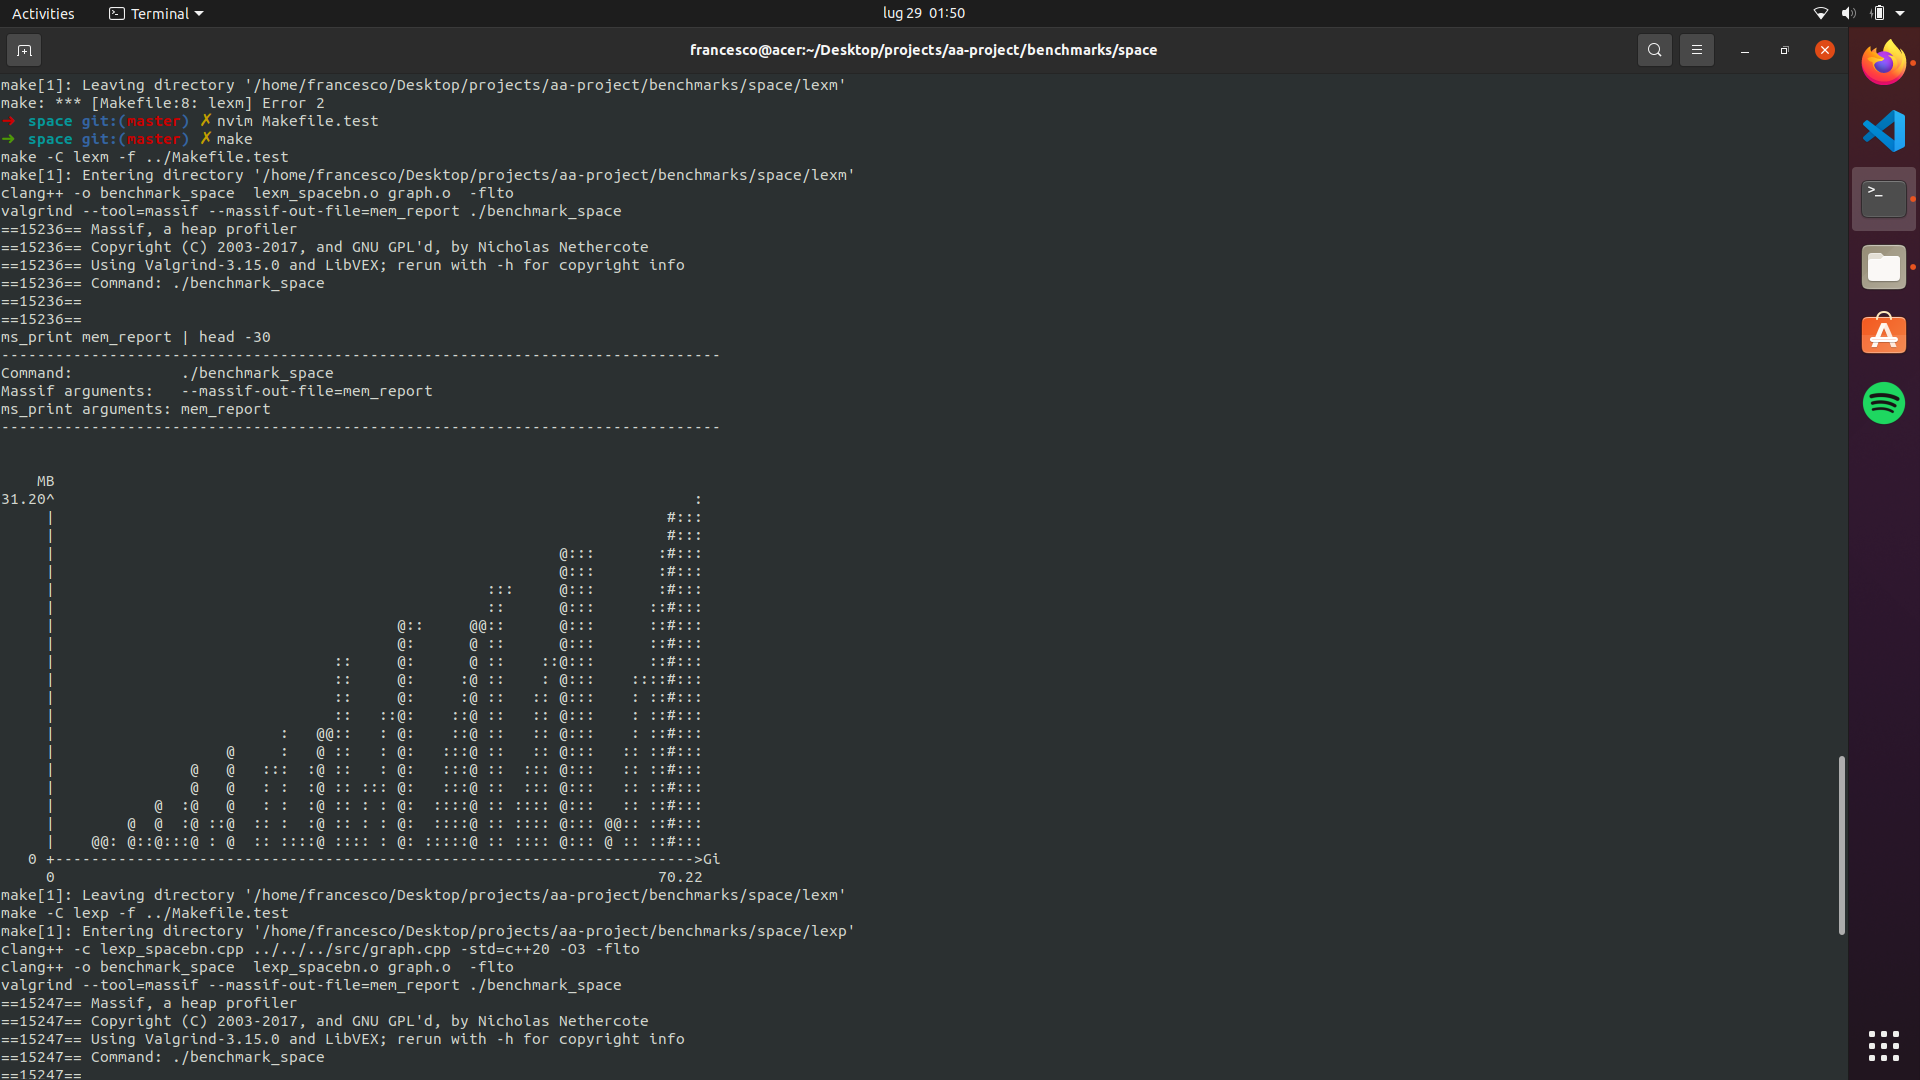 Activities Terminal lug 29 01:50
francesco@acer:~/Desktop/projects/aa-project/benchmarks/space
make[1]: Leaving directory '/home/francesco/Desktop/projects/aa-project/benchmarks/space/lexm'
make: *** [Makefile:8: lexm] Error 2
➜  space git:(master) ✗ nvim Makefile.test
➜  space git:(master) ✗ make
make -C lexm -f ../Makefile.test
make[1]: Entering directory '/home/francesco/Desktop/projects/aa-project/benchmarks/space/lexm'
clang++ -o benchmark_space  lexm_spacebn.o graph.o  -flto
valgrind --tool=massif --massif-out-file=mem_report ./benchmark_space
==15236== Massif, a heap profiler
==15236== Copyright (C) 2003-2017, and GNU GPL'd, by Nicholas Nethercote
==15236== Using Valgrind-3.15.0 and LibVEX; rerun with -h for copyright info
==15236== Command: ./benchmark_space
==15236==
==15236==
ms_print mem_report | head -30
--------------------------------------------------------------------------------
Command:            ./benchmark_space
Massif arguments:   --massif-out-file=mem_report
ms_print arguments: mem_report
--------------------------------------------------------------------------------
    MB
31.20^                                                                       :
     |                                                                    #:::
     |                                                                    #:::
     |                                                        @:::       :#:::
     |                                                        @:::       :#:::
     |                                                :::     @:::       :#:::
     |                                                ::      @:::      ::#:::
     |                                      @::     @@::      @:::      ::#:::
     |                                      @:      @ ::      @:::      ::#:::
     |                               ::     @:      @ ::    ::@:::      ::#:::
     |                               ::     @:     :@ ::    : @:::    ::::#:::
     |                               ::     @:     :@ ::   :: @:::    : ::#:::
     |                               ::   ::@:    ::@ ::   :: @:::    : ::#:::
     |                         :   @@::   : @:    ::@ ::   :: @:::    : ::#:::
     |                   @     :   @ ::   : @:   :::@ ::   :: @:::   :: ::#:::
     |               @   @   :::  :@ ::   : @:   :::@ ::  ::: @:::   :: ::#:::
     |               @   @   : :  :@ :: ::: @:   :::@ ::  ::: @:::   :: ::#:::
     |           @  :@   @   : :  :@ :: : : @:  ::::@ :: :::: @:::   :: ::#:::
     |        @  @  :@ ::@  :: :  :@ :: : : @:  ::::@ :: :::: @::: @@:: ::#:::
     |    @@: @::@:::@ : @  :: ::::@ :::: : @: :::::@ :: :::: @::: @ :: ::#:::
   0 +----------------------------------------------------------------------->Gi
     0                                                                   70.22
make[1]: Leaving directory '/home/francesco/Desktop/projects/aa-project/benchmarks/space/lexm'
make -C lexp -f ../Makefile.test
make[1]: Entering directory '/home/francesco/Desktop/projects/aa-project/benchmarks/space/lexp'
clang++ -c lexp_spacebn.cpp ../../../src/graph.cpp -std=c++20 -O3 -flto
clang++ -o benchmark_space  lexp_spacebn.o graph.o  -flto
valgrind --tool=massif --massif-out-file=mem_report ./benchmark_space
==15247== Massif, a heap profiler
==15247== Copyright (C) 2003-2017, and GNU GPL'd, by Nicholas Nethercote
==15247== Using Valgrind-3.15.0 and LibVEX; rerun with -h for copyright info
==15247== Command: ./benchmark_space
==15247==